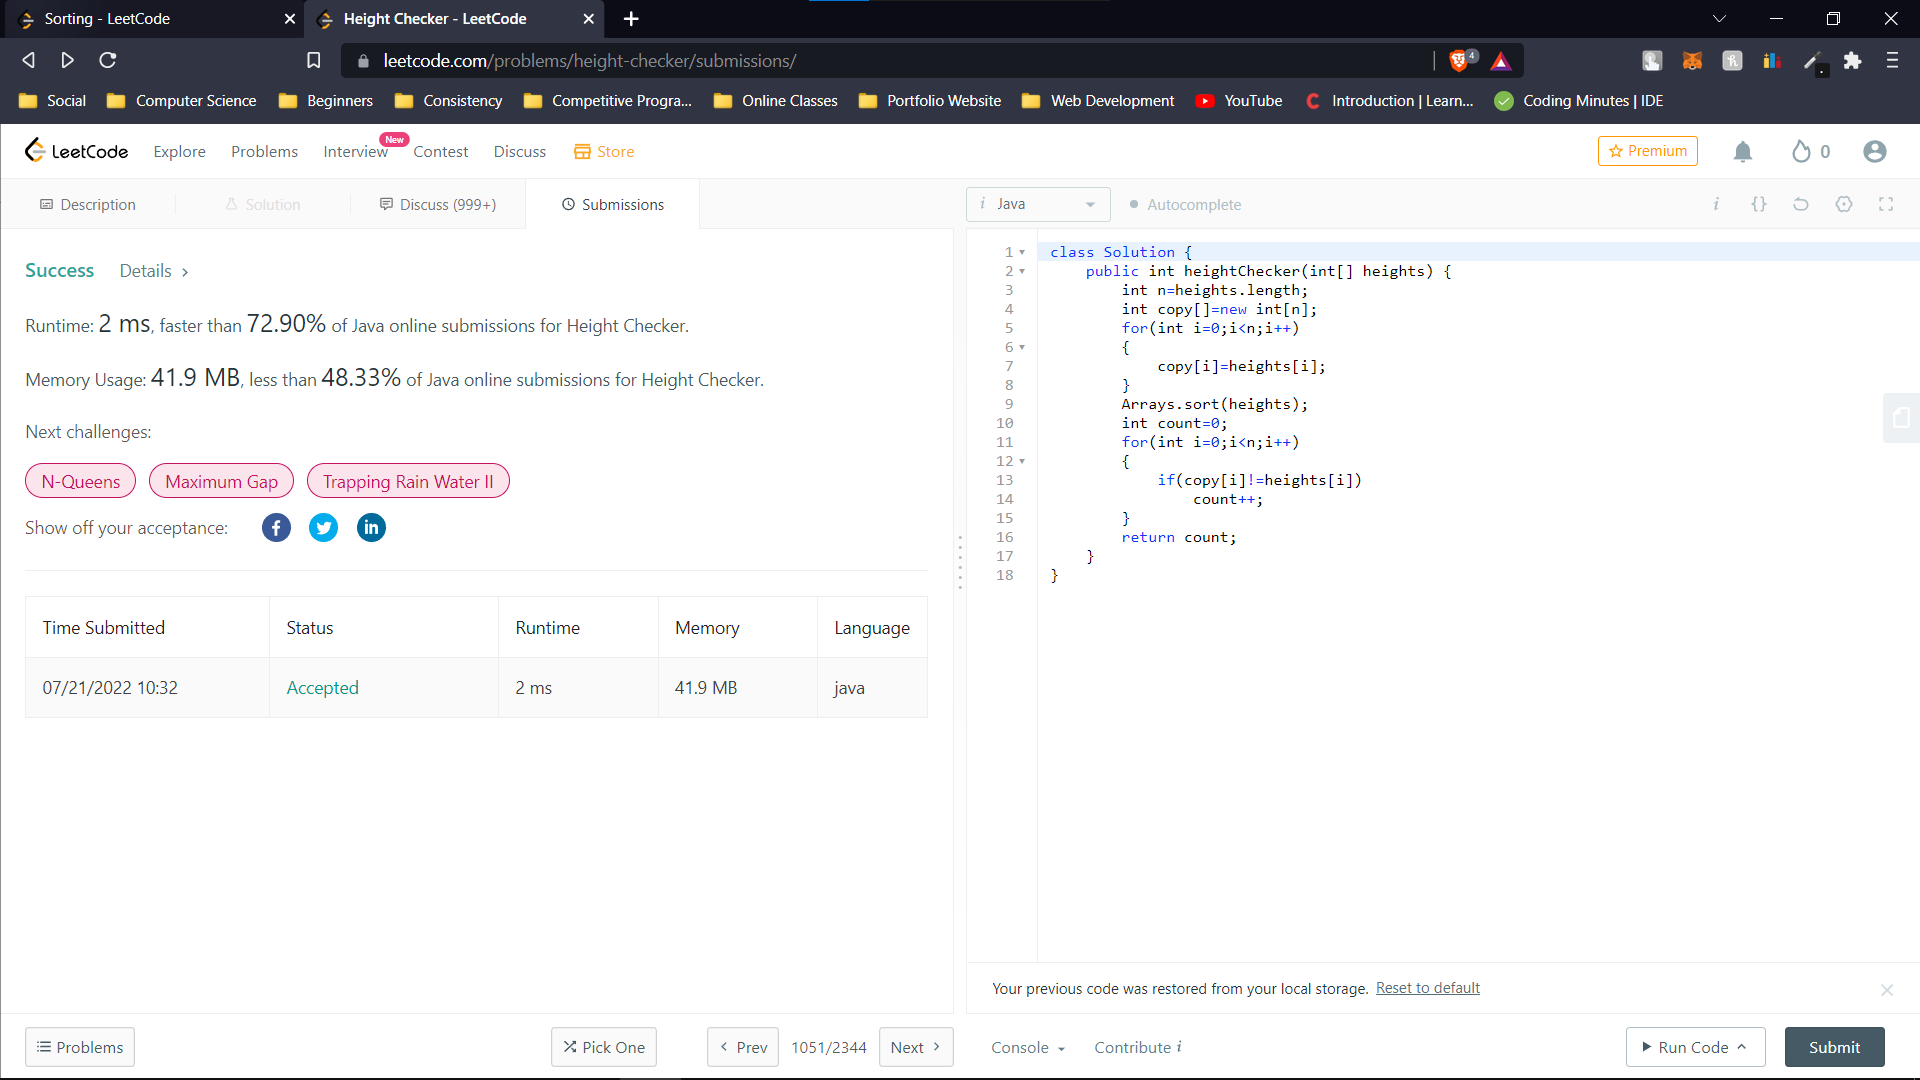 Sorting - LeetCode
Height Checker - LeetCode
leetcode.com/problems/height-checker/submissions/
4
Social
Computer Science
Beginners
Consistency
Competitive Progra...
Online Classes
Portfolio Website
Web Development
YouTube
Introduction | Learn...
Coding Minutes | IDE
LeetCode
Explore
Problems
Interview
New
Contest
Discuss
Store
Premium
0
Description
Solution
Discuss (999+)
Submissions
i Java
Autocomplete
i
{}
Success
Details >
Runtime: 2 ms, faster than 72.90% of Java online submissions for Height Checker.
Memory Usage: 41.9 MB, less than 48.33% of Java online submissions for Height Checker.
Next challenges:
N-Queens
Maximum Gap
Trapping Rain Water II
Show off your acceptance:
Time Submitted
Status
Runtime
Memory
Language
07/21/2022 10:32
Accepted
2 ms
41.9 MB
java
1 class Solution {
2 public int heightChecker(int[] heights) {
3 int n=heights.length;
4 int copy[]=new int[n];
5 for(int i=0;i<n;i++)
6 {
7 copy[i]=heights[i];
8 }
9 Arrays.sort(heights);
10 int count=0;
11 for(int i=0;i<n;i++)
12 {
13 if(copy[i]!=heights[i])
14 count++;
15 }
16 return count;
17 }
18 }
Your previous code was restored from your local storage. Reset to default
Problems
Pick One
Prev
1051/2344
Next
Console
Contribute i
Run Code
Submit